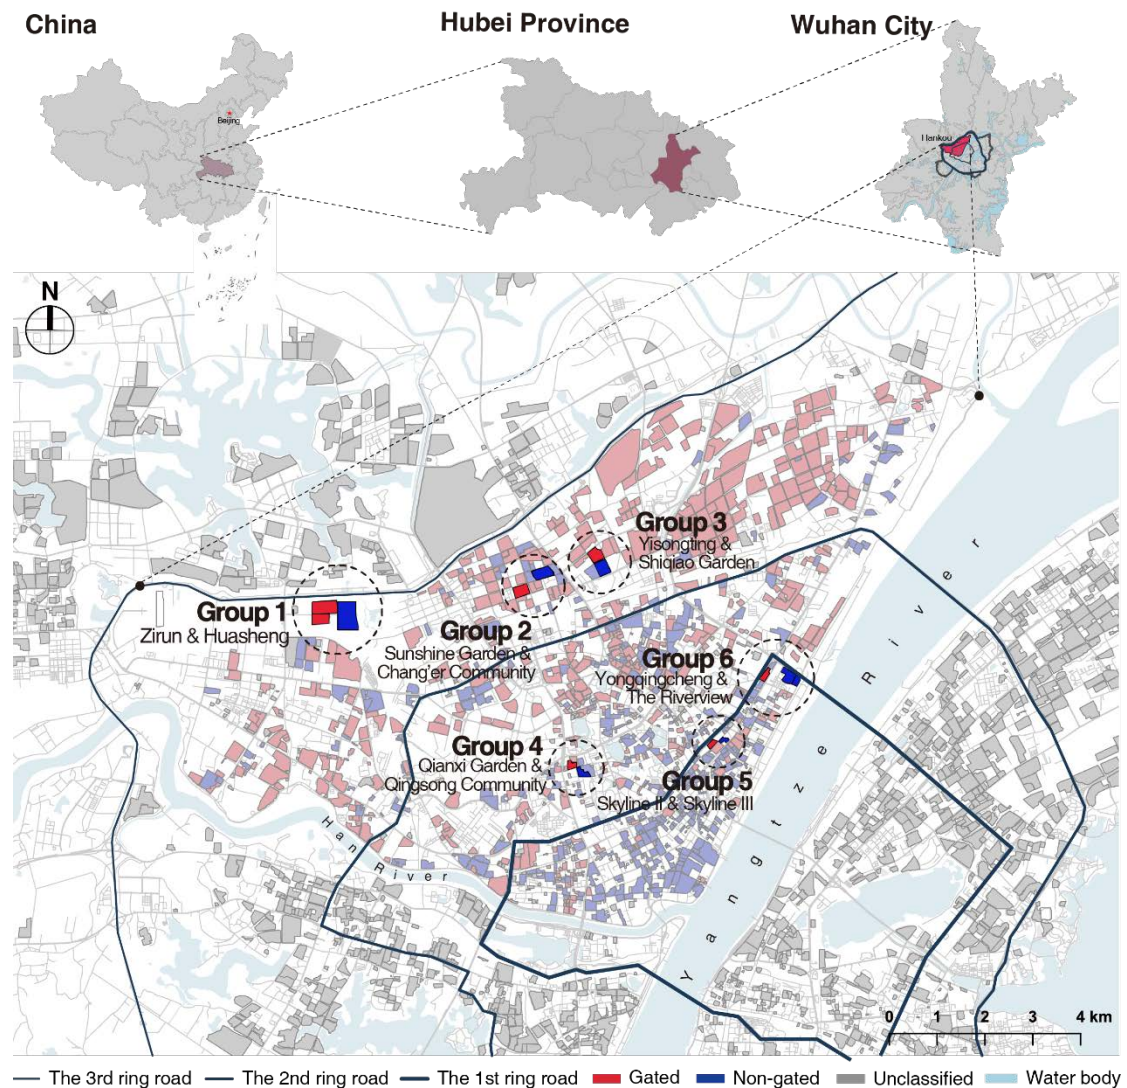 China
Hubei Province
Wuhan City
Beijing
Hankou
N
Group 3
Yisongting &
Shiqiao Garden
Group 1
Zirun & Huasheng
Group 2
Sunshine Garden &
Chang'er Community
Group 6
Yongqingcheng &
The Riverview
Group 4
Qianxi Garden &
Qingsong Community
Group 5
Skyline II & Skyline III
Han River
Yangtze River
0 1 2 3 4 km
The 3rd ring road The 2nd ring road The 1st ring road Gated Non-gated Unclassified Water body